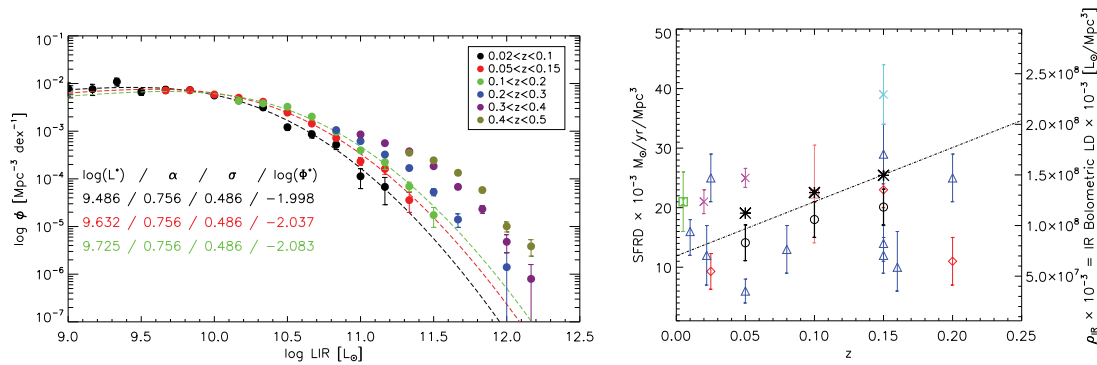 10⁻¹
10⁻²
10⁻³
10⁻⁴
10⁻⁵
10⁻⁶
10⁻⁷
log ϕ [Mpc⁻³ dex⁻¹]
0.02<z<0.1
0.05<z<0.15
0.1<z<0.2
0.2<z<0.3
0.3<z<0.4
0.4<z<0.5
log(L*) / α / σ / log(Φ*)
9.486 / 0.756 / 0.486 / −1.998
9.632 / 0.756 / 0.486 / −2.037
9.725 / 0.756 / 0.486 / −2.083
9.0 9.5 10.0 10.5 11.0 11.5 12.0 12.5
log LIR [L⊙]
50
40
30
20
10
SFRD × 10⁻³ M⊙/yr/Mpc³
0.00 0.05 0.10 0.15 0.20 0.25
z
2.5×10⁸
2.0×10⁸
1.5×10⁸
1.0×10⁸
5.0×10⁷
ρIR × 10⁻³ = IR Bolometric LD × 10⁻³ [L⊙/Mpc³]